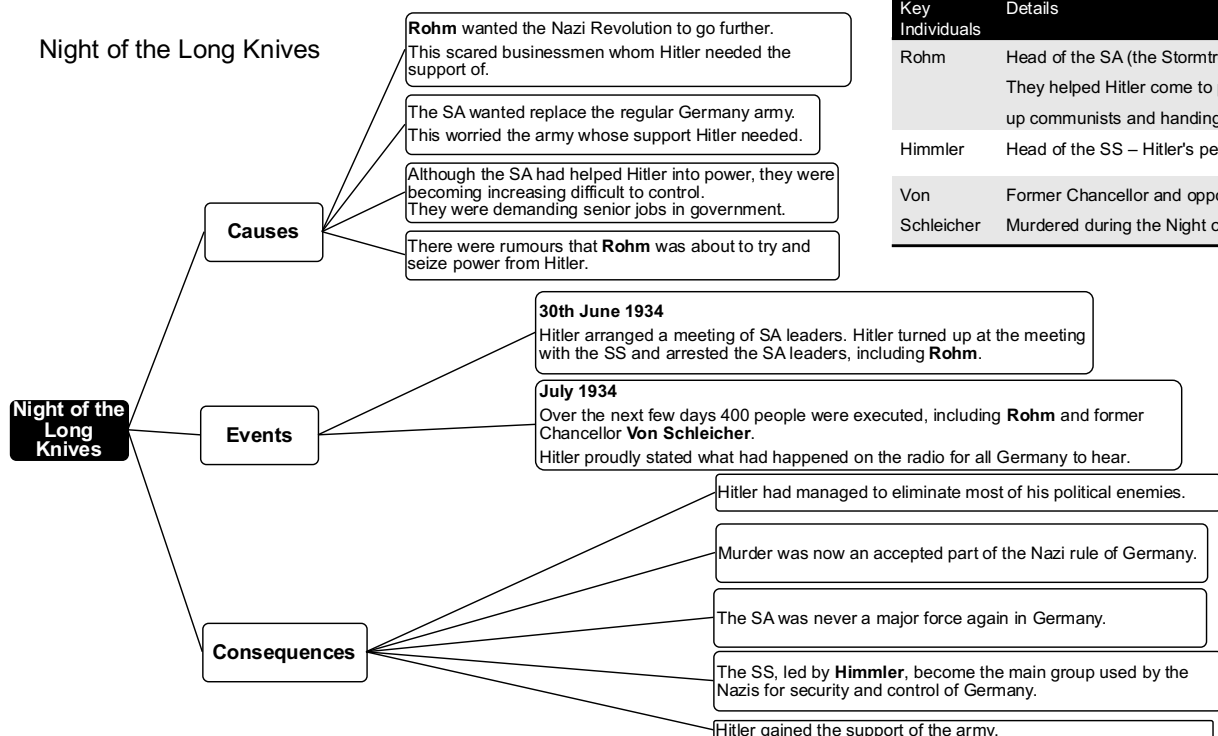 Night of the Long Knives
Key
Individuals
Details
Rohm
Head of the SA (the
They helped Hitler come to
up communists and handing
Himmler
Head of the SS – Hitler's
Von
Schleicher
Former Chancellor and
Murdered during the Night
Rohm wanted the Nazi Revolution to go further.
This scared businessmen whom Hitler needed the
support of.
The SA wanted replace the regular Germany army.
This worried the army whose support Hitler needed.
Although the SA had helped Hitler into power, they were
becoming increasing difficult to control.
They were demanding senior jobs in government.
There were rumours that Rohm was about to try and
seize power from Hitler.
Causes
30th June 1934
Hitler arranged a meeting of SA leaders. Hitler turned up at the meeting
with the SS and arrested the SA leaders, including Rohm.
July 1934
Over the next few days 400 people were executed, including Rohm and former
Chancellor Von Schleicher.
Hitler proudly stated what had happened on the radio for all Germany to hear.
Events
Night of the
Long
Knives
Hitler had managed to eliminate most of his political enemies.
Murder was now an accepted part of the Nazi rule of Germany.
The SA was never a major force again in Germany.
The SS, led by Himmler, become the main group used by the
Nazis for security and control of Germany.
Hitler gained the support of the army.
Consequences